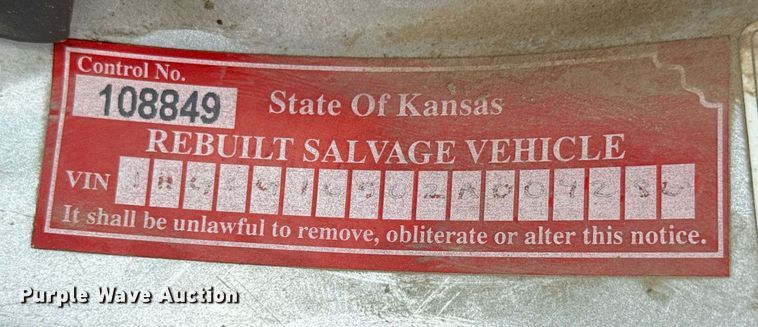 Control No.
108849
State Of Kansas
REBUILT SALVAGE VEHICLE
VIN
It shall be unlawful to remove, obliterate or alter this notice.
Purple Wave Auction